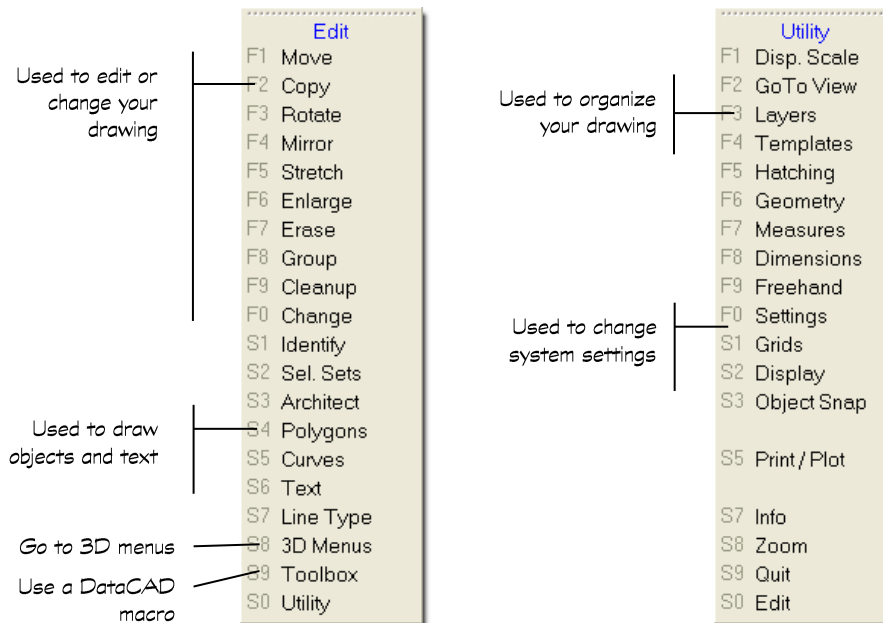 Edit
F1 Move
F2 Copy
F3 Rotate
F4 Mirror
F5 Stretch
F6 Enlarge
F7 Erase
F8 Group
F9 Cleanup
F0 Change
S1 Identify
S2 Sel. Sets
S3 Architect
S4 Polygons
S5 Curves
S6 Text
S7 Line Type
S8 3D Menus
S9 Toolbox
S0 Utility
Used to edit or
change your
drawing
Used to draw
objects and text
Go to 3D menus
Use a DataCAD
macro
Utility
F1 Disp. Scale
F2 GoTo View
F3 Layers
F4 Templates
F5 Hatching
F6 Geometry
F7 Measures
F8 Dimensions
F9 Freehand
F0 Settings
S1 Grids
S2 Display
S3 Object Snap
S5 Print / Plot
S7 Info
S8 Zoom
S9 Quit
S0 Edit
Used to organize
your drawing
Used to change
system settings